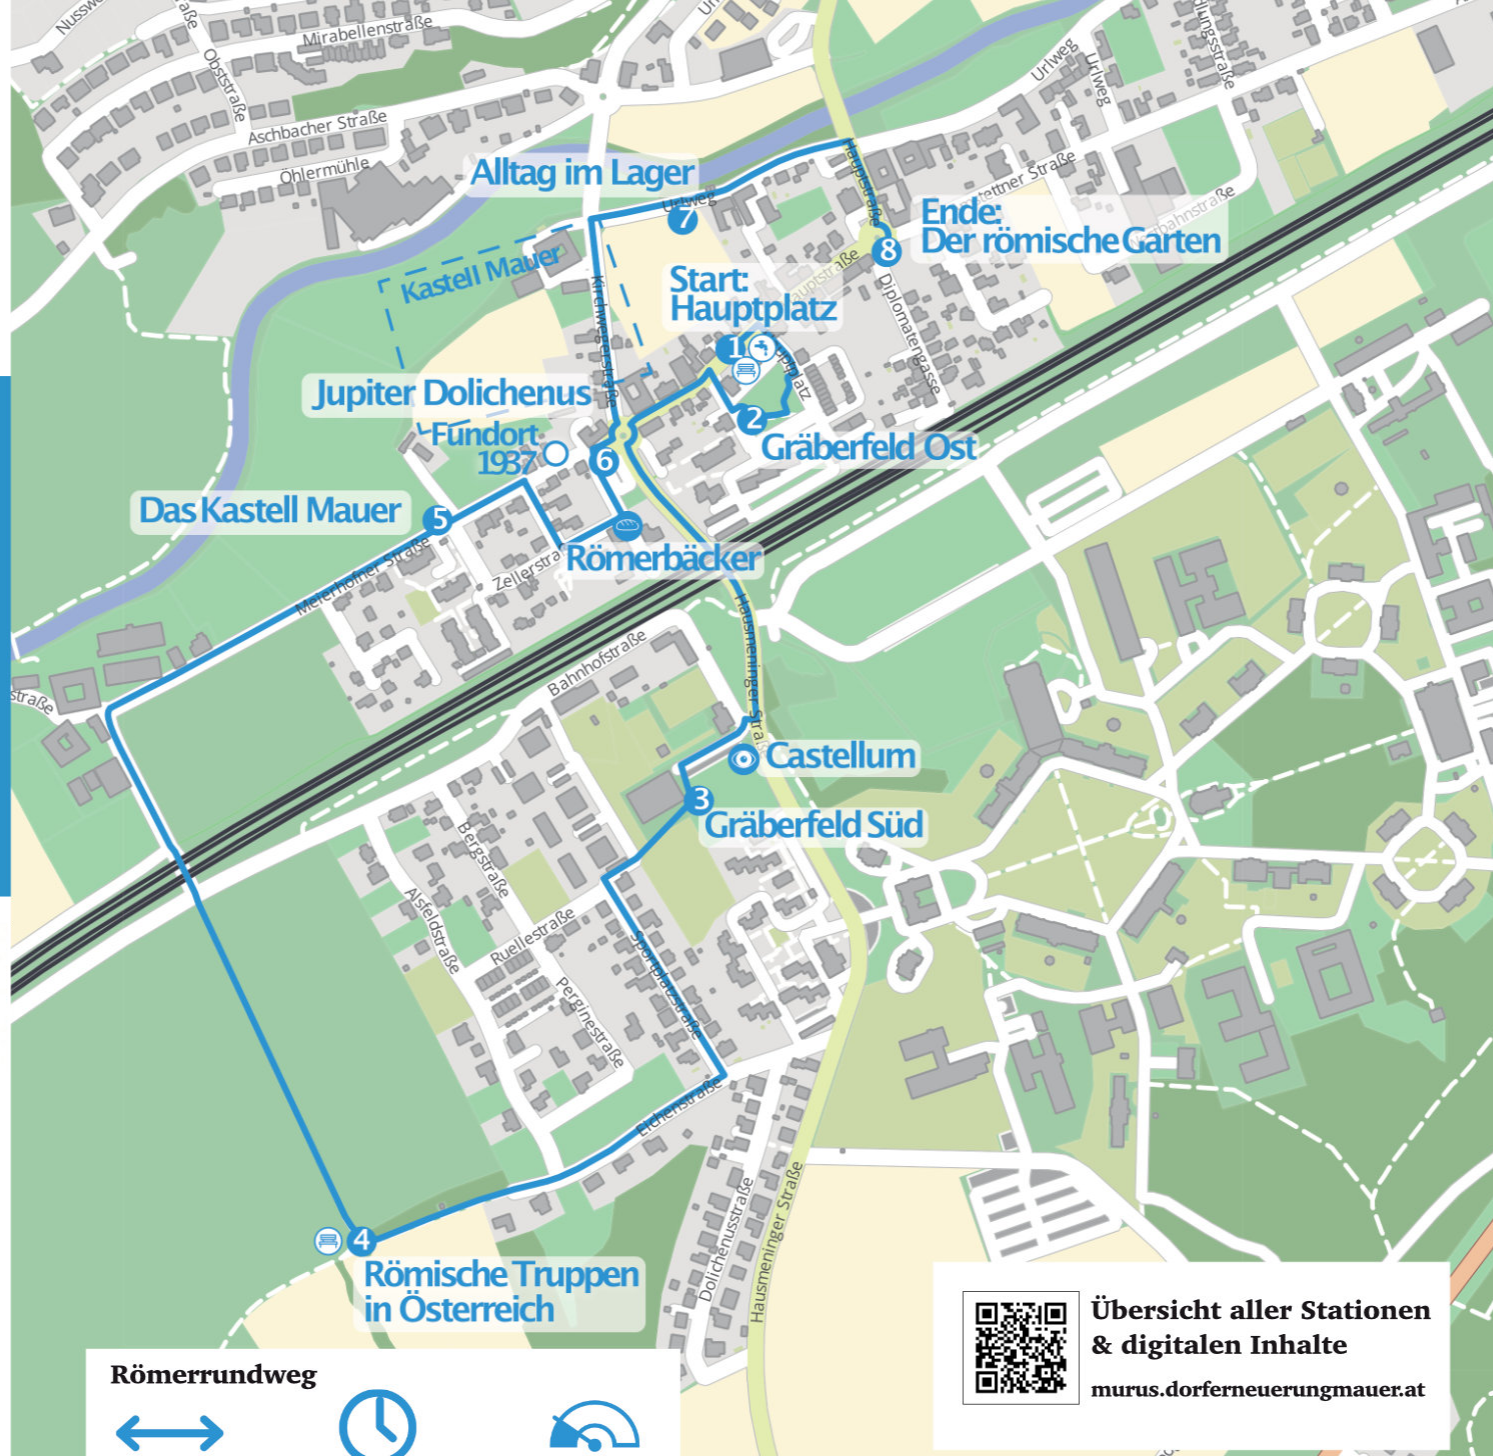 Mirabellenstraße
Obststraße
Aschbacher Straße
Öhlermühle
Urlweg
Urlweg
Alltag im Lager
Urlweg
7
Hauptstraße
Ende:
Der römische Garten
8
Kastell Mauer
Kirchwegerstraße
Start:
Hauptplatz
1
Diplomatengasse
2
Gräberfeld Ost
Jupiter Dolichenus
Fundort
1937
6
Das Kastell Mauer
5
Meierhofner Straße
Römerbäcker
Bahnhofstraße
Hausmeninger Straße
Castellum
3
Gräberfeld Süd
Bergstraße
Alsfeldstraße
Ruellestraße
Perginestraße
Sportplatzstraße
Eichenstraße
4
Römische Truppen
in Österreich
Dolichenusstraße
Hausmeninger Straße
Römerrundweg
Übersicht aller Stationen
& digitalen Inhalte
murus.dorferneuerungmauer.at